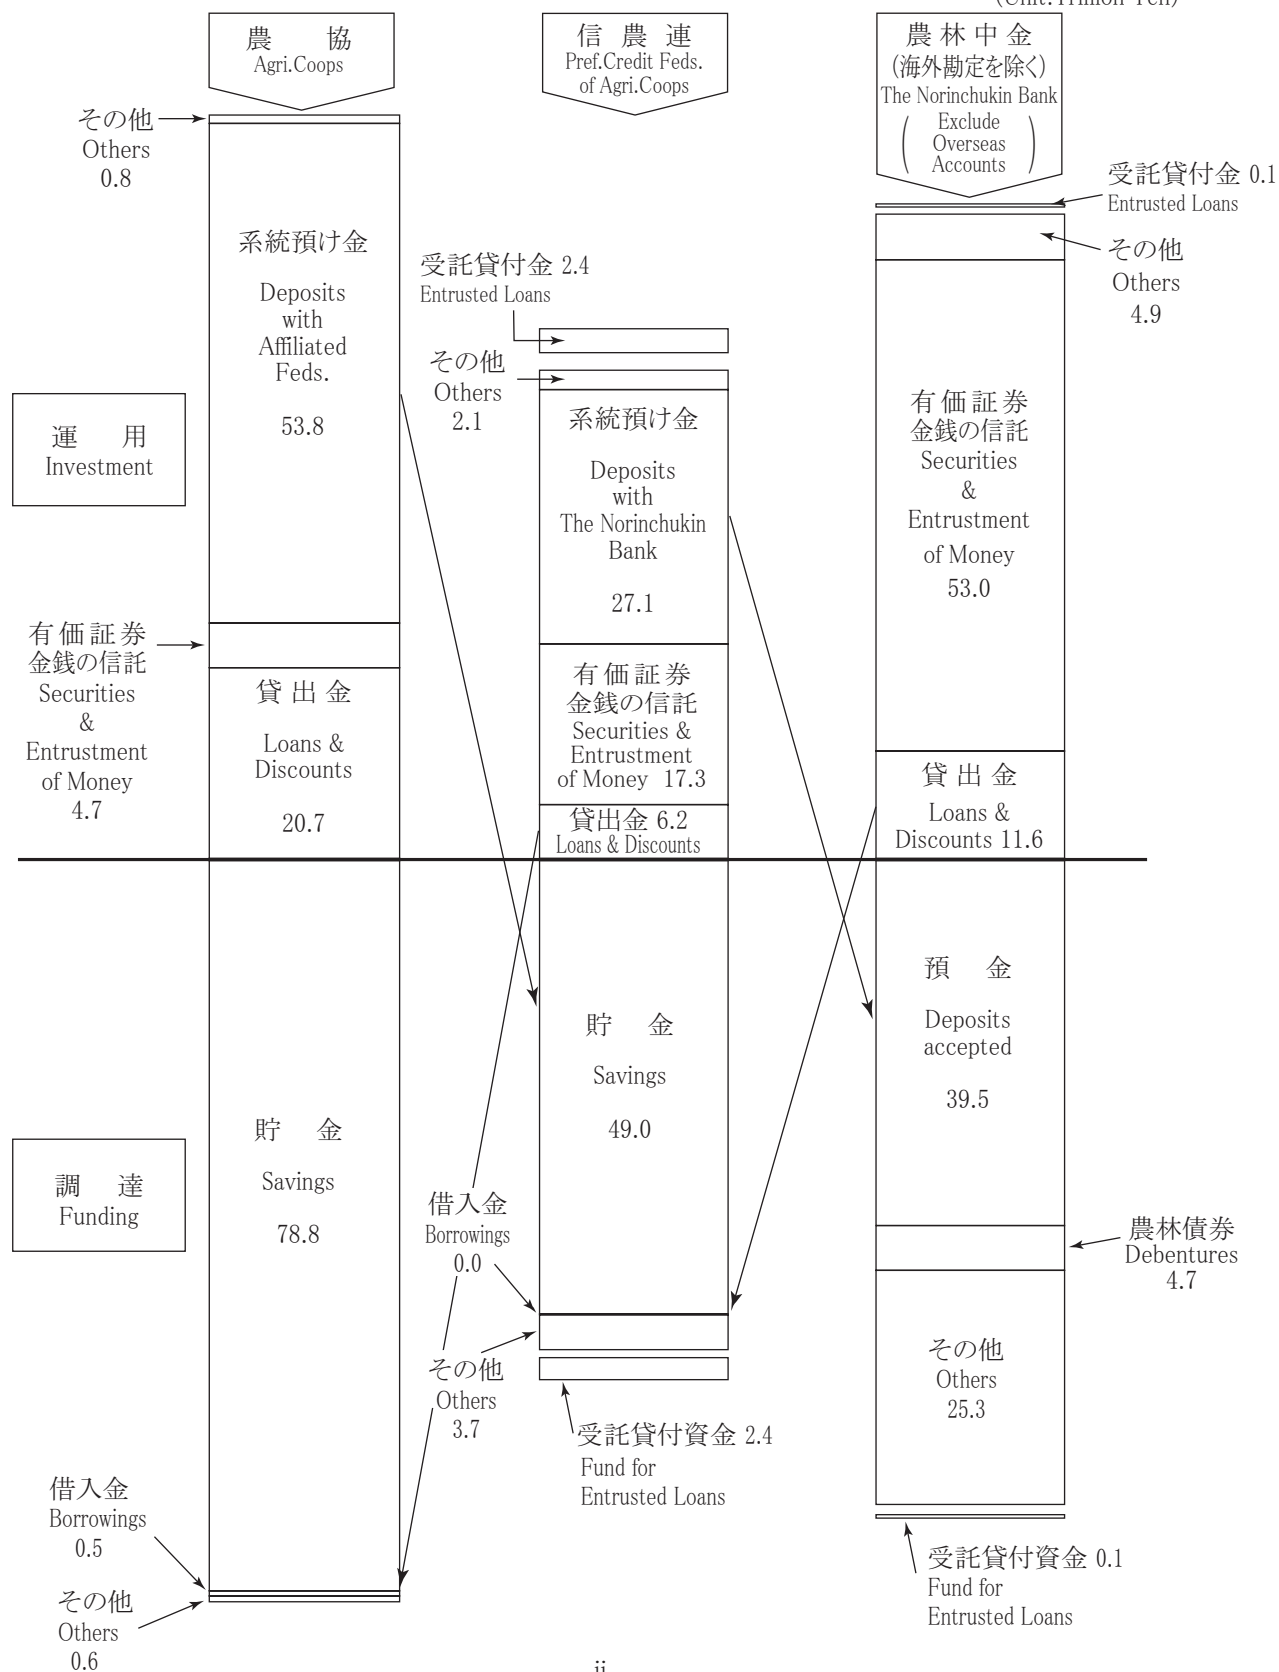 (Unit:Trillion Yen)
農 協
Agri.Coops
信 農 連
Pref.Credit Feds.
of Agri.Coops
農 林 中 金
(海外勘定を除く)
The Norinchukin Bank
( Exclude
Overseas
Accounts )
その他
Others
0.8
系統預け金
Deposits
with
Affiliated
Feds.
53.8
運 用
Investment
有 価 証 券
金銭の信託
Securities
&
Entrustment
of Money
4.7
貸 出 金
Loans &
Discounts
20.7
受託貸付金 2.4
Entrusted Loans
その他
Others
2.1
系統預け金
Deposits
with
The Norinchukin
Bank
27.1
有 価 証 券
金銭の信託
Securities &
Entrustment
of Money 17.3
貸出金 6.2
Loans & Discounts
受託貸付金 0.1
Entrusted Loans
その他
Others
4.9
有 価 証 券
金銭の信託
Securities
&
Entrustment
of Money
53.0
貸 出 金
Loans &
Discounts 11.6
調 達
Funding
貯 金
Savings
78.8
借入金
Borrowings
0.5
その他
Others
0.6
貯 金
Savings
49.0
借入金
Borrowings
0.0
その他
Others
3.7
受託貸付資金 2.4
Fund for
Entrusted Loans
預 金
Deposits
accepted
39.5
農林債券
Debentures
4.7
その他
Others
25.3
受託貸付資金 0.1
Fund for
Entrusted Loans
ii